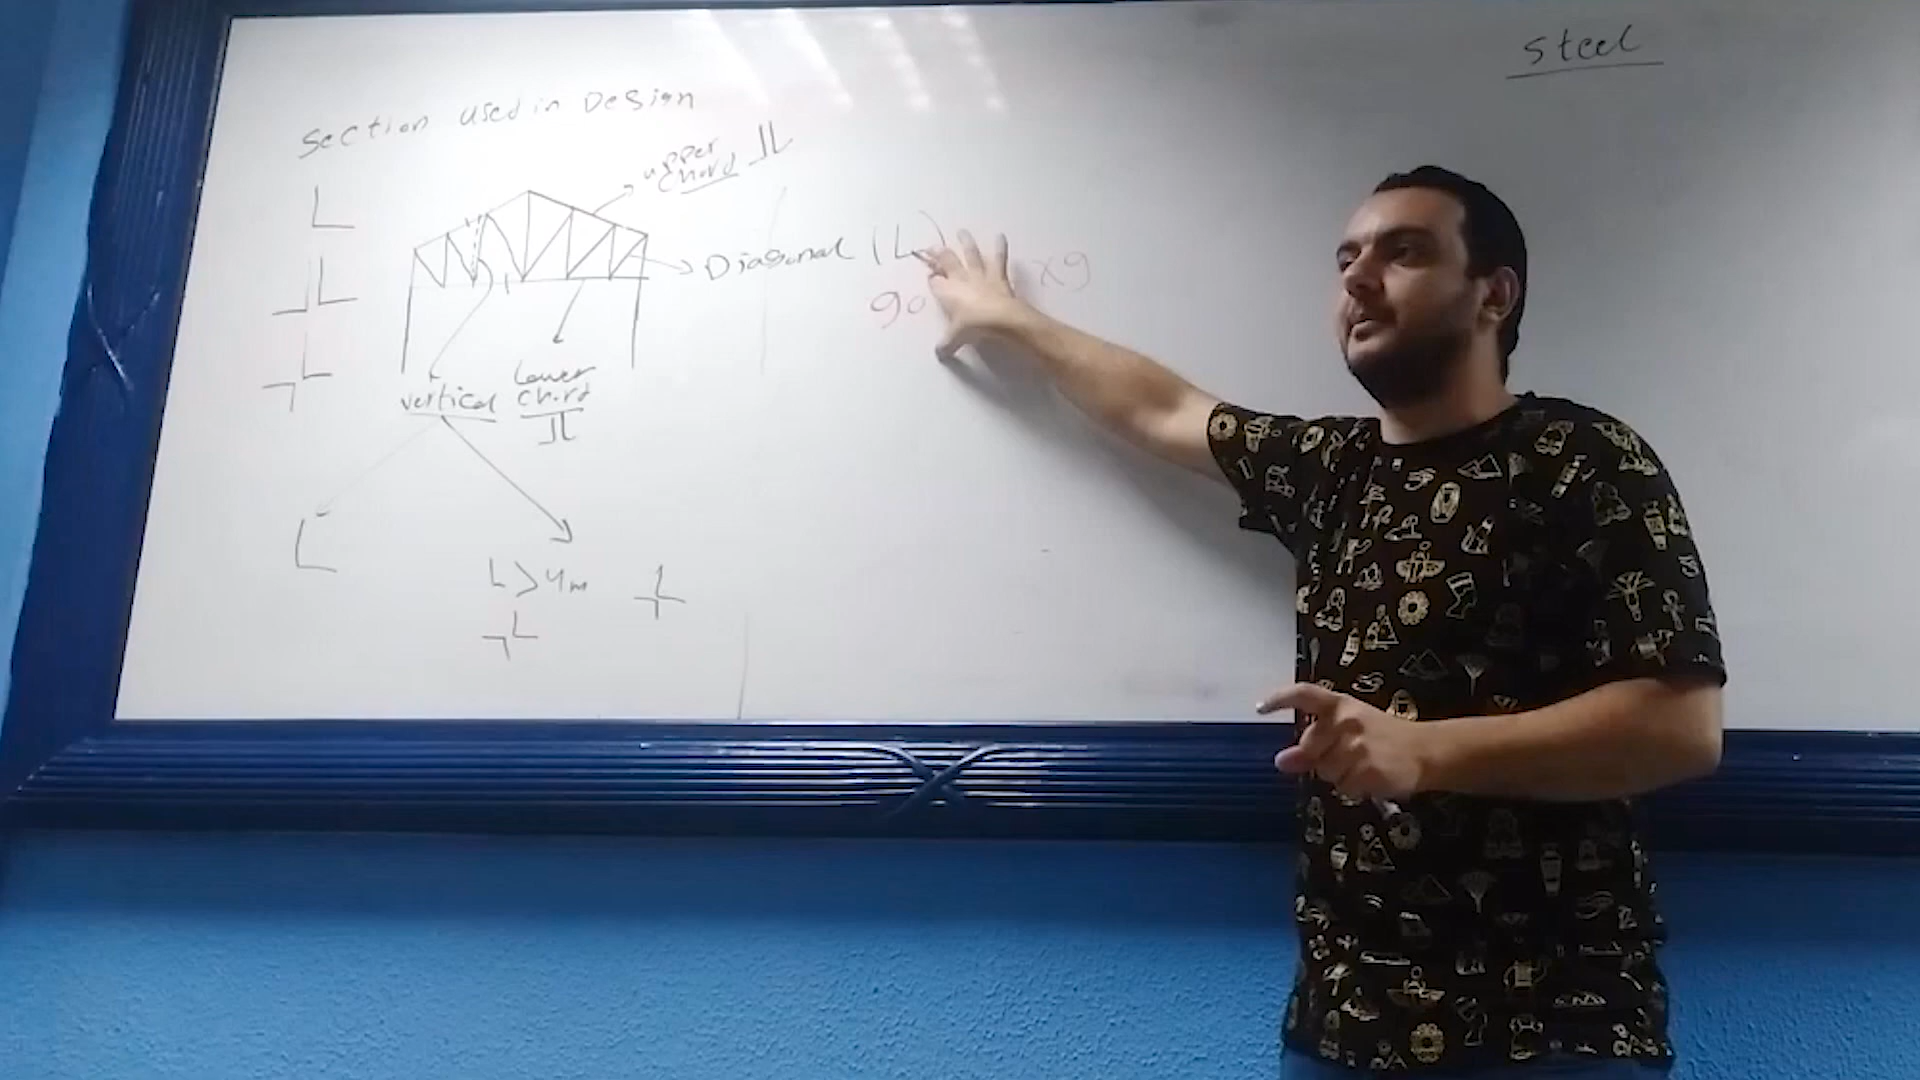 Steel
Section used in Design
upper
chord
Diagonal (L)
x9
90
vertical
Lower
chord
L > 4m